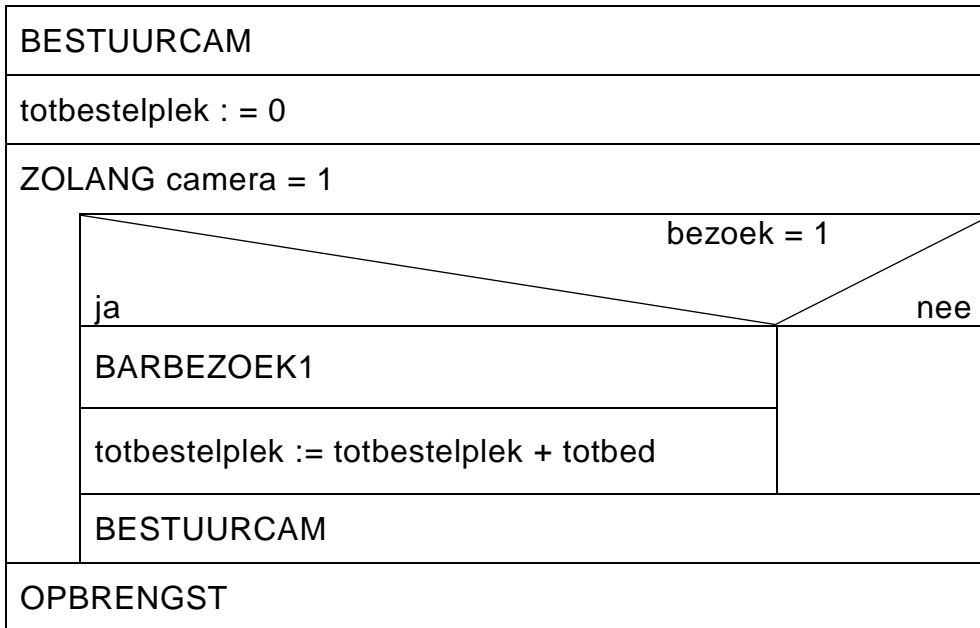 BESTUURCAM
totbestelplek : = 0
ZOLANG camera = 1
bezoek = 1
ja
nee
BARBEZOEK1
totbestelplek := totbestelplek + totbed
BESTUURCAM
OPBRENGST